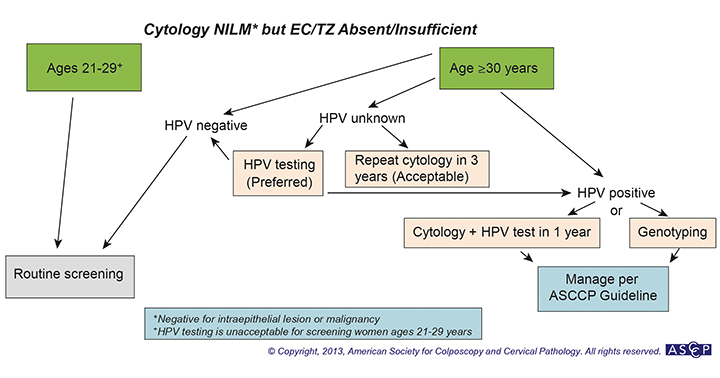 Cytology NILM* but EC/TZ Absent/Insufficient
Ages 21-29+
Age ≥30 years
HPV negative
HPV unknown
HPV testing
(Preferred)
Repeat cytology in 3
years (Acceptable)
HPV positive
or
Cytology + HPV test in 1 year
Genotyping
Routine screening
Manage per
ASCCP Guideline
*Negative for intraepithelial lesion or malignancy
+HPV testing is unacceptable for screening women ages 21-29 years
© Copyright, 2013, American Society for Colposcopy and Cervical Pathology. All rights reserved.
ASCCP